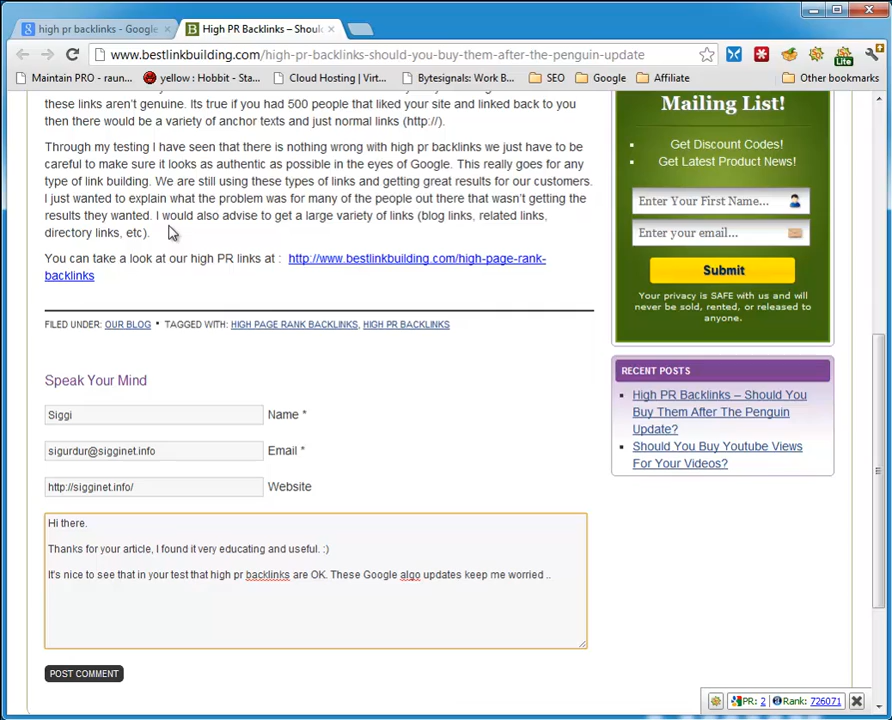 high pr backlinks - Google
High PR Backlinks – Shoul
www.bestlinkbuilding.com/high-pr-backlinks-should-you-buy-them-after-the-penguin-update
Maintain PRO - raun...
yellow : Hobbit - Sta...
Cloud Hosting | Virt...
Bytesignals: Work B...
SEO
Google
Affiliate
Other bookmarks
Lite
these links aren't genuine. Its true if you had 500 people that liked your site and linked back to you
then there would be a variety of anchor texts and just normal links (http://).
Through my testing I have seen that there is nothing wrong with high pr backlinks we just have to be
careful to make sure it looks as authentic as possible in the eyes of Google. This really goes for any
type of link building. We are still using these types of links and getting great results for our customers.
I just wanted to explain what the problem was for many of the people out there that wasn't getting the
results they wanted. I would also advise to get a large variety of links (blog links, related links,
directory links, etc).
You can take a look at our high PR links at : http://www.bestlinkbuilding.com/high-page-rank-
backlinks
FILED UNDER: OUR BLOG • TAGGED WITH: HIGH PAGE RANK BACKLINKS, HIGH PR BACKLINKS
Speak Your Mind
Siggi
Name *
sigurdur@sigginet.info
Email *
http://sigginet.info/
Website
Hi there.
Thanks for your article, I found it very educating and useful. :)
It's nice to see that in your test that high pr backlinks are OK. These Google algo updates keep me worried ..
POST COMMENT
Mailing List!
Get Discount Codes!
Get Latest Product News!
Enter Your First Name...
Enter your email...
Submit
Your privacy is SAFE with us and will
never be sold, rented, or released to
anyone.
RECENT POSTS
High PR Backlinks – Should You
Buy Them After The Penguin
Update?
Should You Buy Youtube Views
For Your Videos?
PR: 2
Rank: 726071